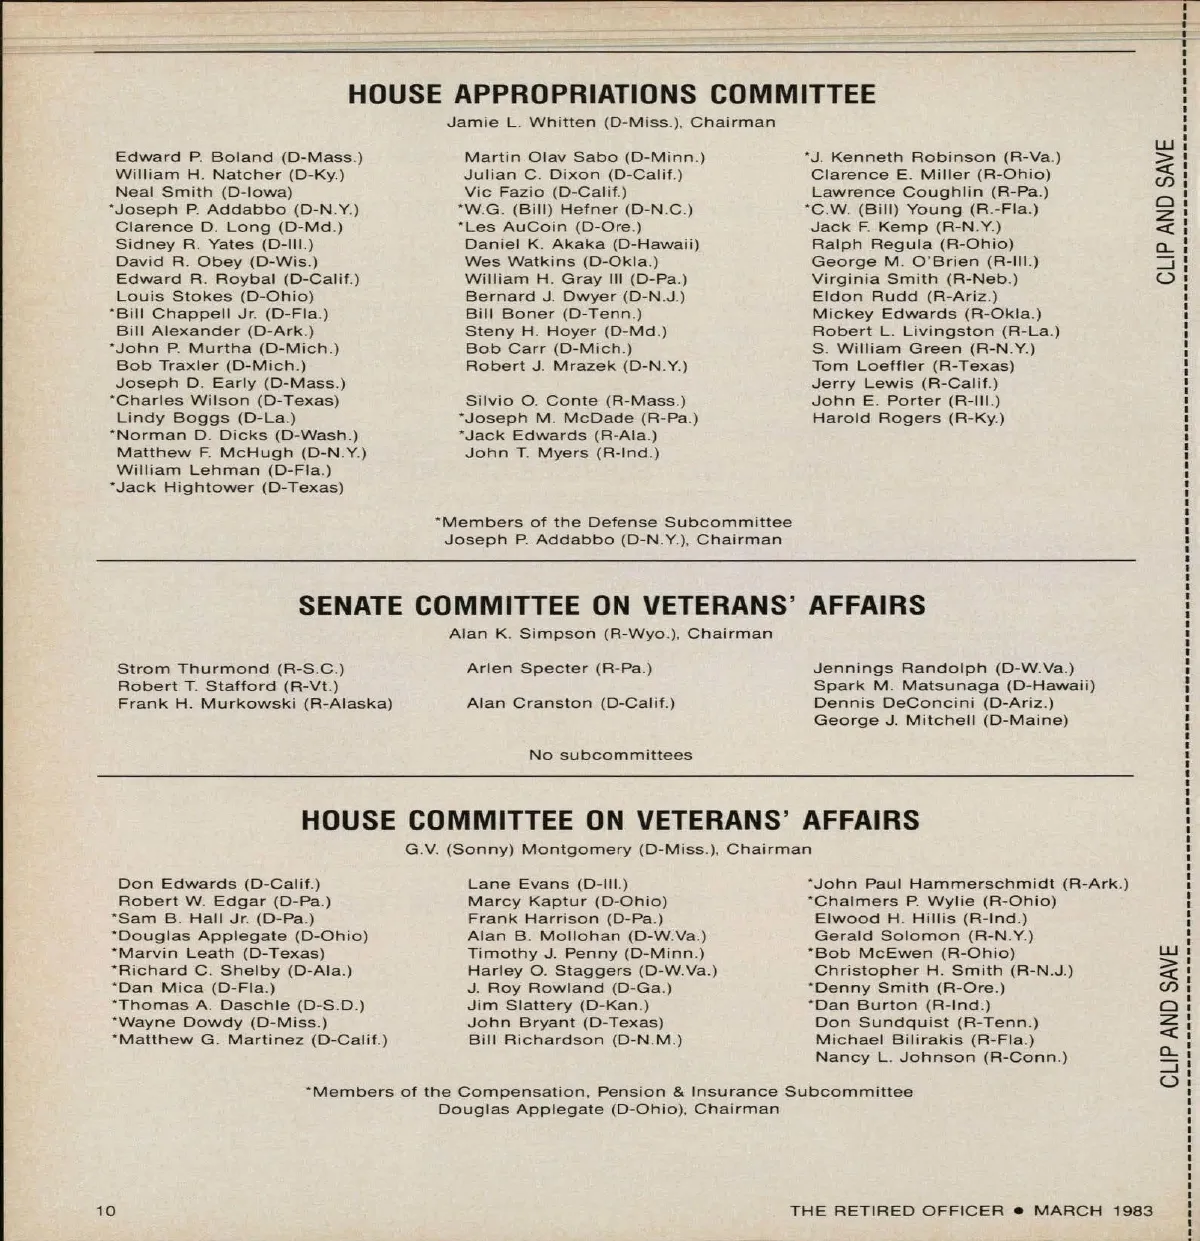 HOUSE APPROPRIATIONS COMMITTEE
Jamie L. Whitten (D-Miss.), Chairman
Edward P. Boland (D-Mass.)
William H. Natcher (D-Ky.)
Neal Smith (D-Iowa)
*Joseph P. Addabbo (D-N.Y.)
Clarence D. Long (D-Md.)
Sidney R. Yates (D-Ill.)
David R. Obey (D-Wis.)
Edward R. Roybal (D-Calif.)
Louis Stokes (D-Ohio)
*Bill Chappell Jr. (D-Fla.)
Bill Alexander (D-Ark.)
*John P. Murtha (D-Mich.)
Bob Traxler (D-Mich.)
Joseph D. Early (D-Mass.)
*Charles Wilson (D-Texas)
Lindy Boggs (D-La.)
*Norman D. Dicks (D-Wash.)
Matthew F. McHugh (D-N.Y.)
William Lehman (D-Fla.)
*Jack Hightower (D-Texas)
Martin Olav Sabo (D-Minn.)
Julian C. Dixon (D-Calif.)
Vic Fazio (D-Calif.)
*W.G. (Bill) Hefner (D-N.C.)
*Les AuCoin (D-Ore.)
Daniel K. Akaka (D-Hawaii)
Wes Watkins (D-Okla.)
William H. Gray III (D-Pa.)
Bernard J. Dwyer (D-N.J.)
Bill Boner (D-Tenn.)
Steny H. Hoyer (D-Md.)
Bob Carr (D-Mich.)
Robert J. Mrazek (D-N.Y.)
Silvio O. Conte (R-Mass.)
*Joseph M. McDade (R-Pa.)
*Jack Edwards (R-Ala.)
John T. Myers (R-Ind.)
*J. Kenneth Robinson (R-Va.)
Clarence E. Miller (R-Ohio)
Lawrence Coughlin (R-Pa.)
*C.W. (Bill) Young (R.-Fla.)
Jack F. Kemp (R-N.Y.)
Ralph Regula (R-Ohio)
George M. O'Brien (R-Ill.)
Virginia Smith (R-Neb.)
Eldon Rudd (R-Ariz.)
Mickey Edwards (R-Okla.)
Robert L. Livingston (R-La.)
S. William Green (R-N.Y.)
Tom Loeffler (R-Texas)
Jerry Lewis (R-Calif.)
John E. Porter (R-Ill.)
Harold Rogers (R-Ky.)
*Members of the Defense Subcommittee
Joseph P. Addabbo (D-N.Y.), Chairman
SENATE COMMITTEE ON VETERANS' AFFAIRS
Alan K. Simpson (R-Wyo.), Chairman
Strom Thurmond (R-S.C.)
Robert T. Stafford (R-Vt.)
Frank H. Murkowski (R-Alaska)
Arlen Specter (R-Pa.)
Alan Cranston (D-Calif.)
Jennings Randolph (D-W.Va.)
Spark M. Matsunaga (D-Hawaii)
Dennis DeConcini (D-Ariz.)
George J. Mitchell (D-Maine)
No subcommittees
HOUSE COMMITTEE ON VETERANS' AFFAIRS
G.V. (Sonny) Montgomery (D-Miss.), Chairman
Don Edwards (D-Calif.)
Robert W. Edgar (D-Pa.)
*Sam B. Hall Jr. (D-Pa.)
*Douglas Applegate (D-Ohio)
*Marvin Leath (D-Texas)
*Richard C. Shelby (D-Ala.)
*Dan Mica (D-Fla.)
*Thomas A. Daschle (D-S.D.)
*Wayne Dowdy (D-Miss.)
*Matthew G. Martinez (D-Calif.)
Lane Evans (D-Ill.)
Marcy Kaptur (D-Ohio)
Frank Harrison (D-Pa.)
Alan B. Mollohan (D-W.Va.)
Timothy J. Penny (D-Minn.)
Harley O. Staggers (D-W.Va.)
J. Roy Rowland (D-Ga.)
Jim Slattery (D-Kan.)
John Bryant (D-Texas)
Bill Richardson (D-N.M.)
*John Paul Hammerschmidt (R-Ark.)
*Chalmers P. Wylie (R-Ohio)
Elwood H. Hillis (R-Ind.)
Gerald Solomon (R-N.Y.)
*Bob McEwen (R-Ohio)
Christopher H. Smith (R-N.J.)
*Denny Smith (R-Ore.)
*Dan Burton (R-Ind.)
Don Sundquist (R-Tenn.)
Michael Bilirakis (R-Fla.)
Nancy L. Johnson (R-Conn.)
*Members of the Compensation, Pension & Insurance Subcommittee
Douglas Applegate (D-Ohio), Chairman
10
THE RETIRED OFFICER • MARCH 1983
CLIP AND SAVE
CLIP AND SAVE